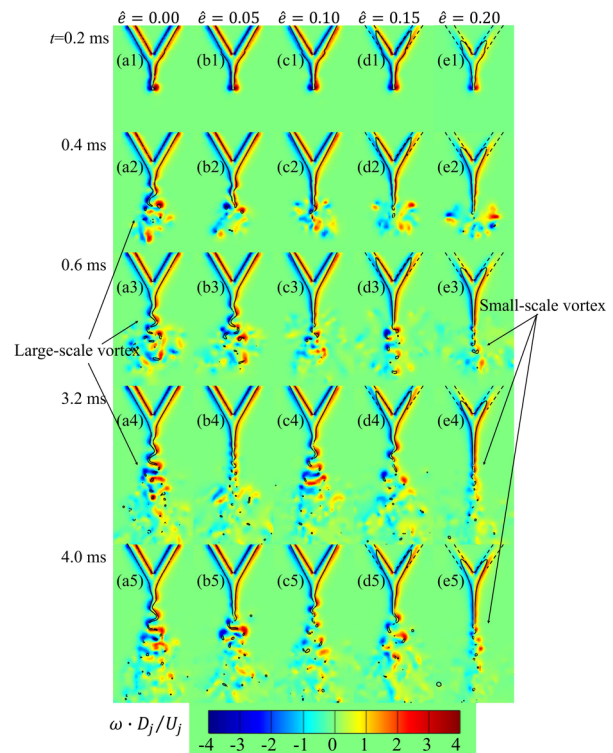 ê = 0.00 ê = 0.05 ê = 0.10 ê = 0.15 ê = 0.20
t=0.2 ms
(a1) (b1) (c1) (d1) (e1)
0.4 ms
(a2) (b2) (c2) (d2) (e2)
0.6 ms
(a3) (b3) (c3) (d3) (e3)
Small-scale vortex
Large-scale vortex
3.2 ms
(a4) (b4) (c4) (d4) (e4)
4.0 ms
(a5) (b5) (c5) (d5) (e5)
ω · D_j/U_j
-4 -3 -2 -1 0 1 2 3 4